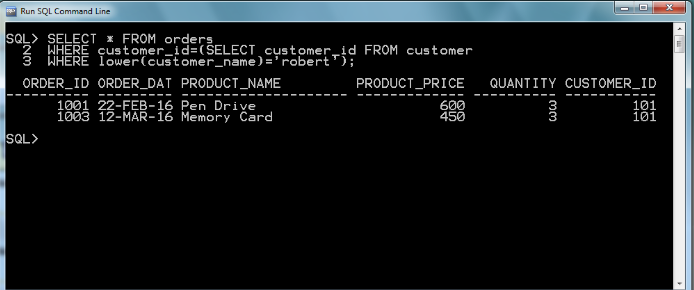 Run SQL Command Line
SQL> SELECT * FROM orders
2 WHERE customer_id=(SELECT customer_id FROM customer
3 WHERE lower(customer_name)='robert');
ORDER_ID ORDER_DAT PRODUCT_NAME PRODUCT_PRICE QUANTITY CUSTOMER_ID
---------- --------- -------------------- ------------- ---------- -----------
1001 22-FEB-16 Pen Drive 600 3 101
1003 12-MAR-16 Memory Card 450 3 101
SQL>